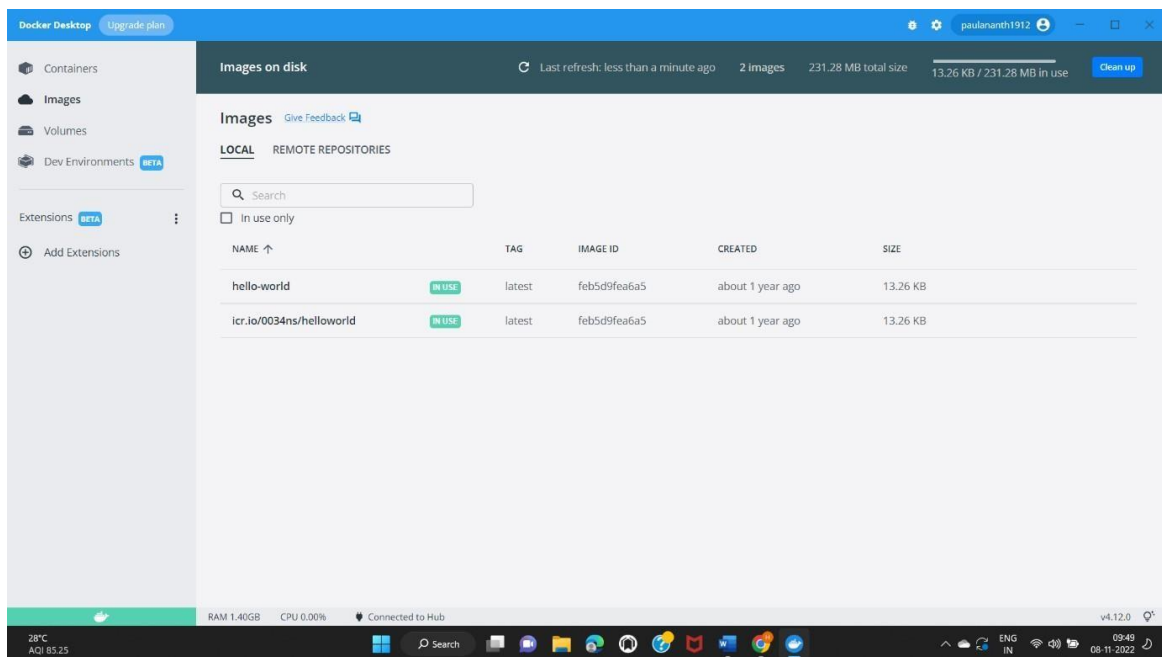 Docker Desktop Upgrade plan paulananth1912
Containers
Images
Volumes
Dev Environments BETA
Extensions BETA
Add Extensions
Images on disk Last refresh: less than a minute ago 2 images 231.28 MB total size 13.26 KB / 231.28 MB in use Clean up
Images Give Feedback
LOCAL REMOTE REPOSITORIES
Search
In use only
NAME TAG IMAGE ID CREATED SIZE
hello-world IN USE latest feb5d9fea6a5 about 1 year ago 13.26 KB
icr.io/0034ns/helloworld IN USE latest feb5d9fea6a5 about 1 year ago 13.26 KB
RAM 1.40GB CPU 0.00% Connected to Hub v4.12.0
28°C
AQI 85.25
Search
ENG
IN
09:49
08-11-2022